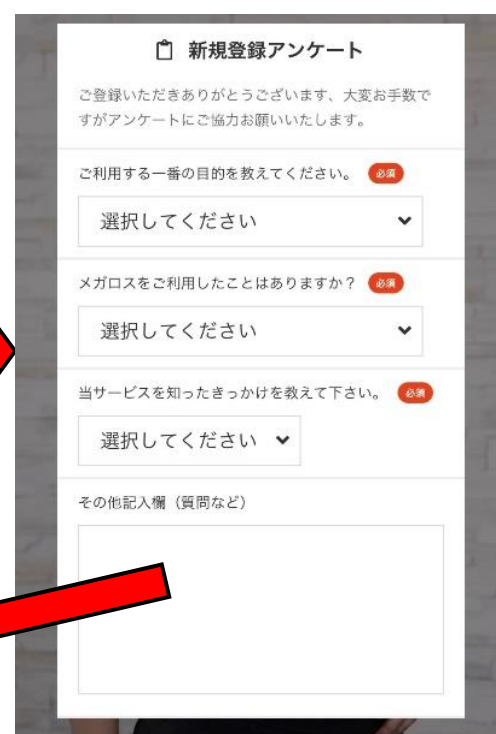 新規登録アンケート
ご登録いただきありがとうございます、大変お手数で
すがアンケートにご協力お願いいたします。
ご利用する一番の目的を教えてください。 必須
選択してください
メガロスをご利用したことはありますか？ 必須
選択してください
当サービスを知ったきっかけを教えて下さい。 必須
選択してください
その他記入欄（質問など）